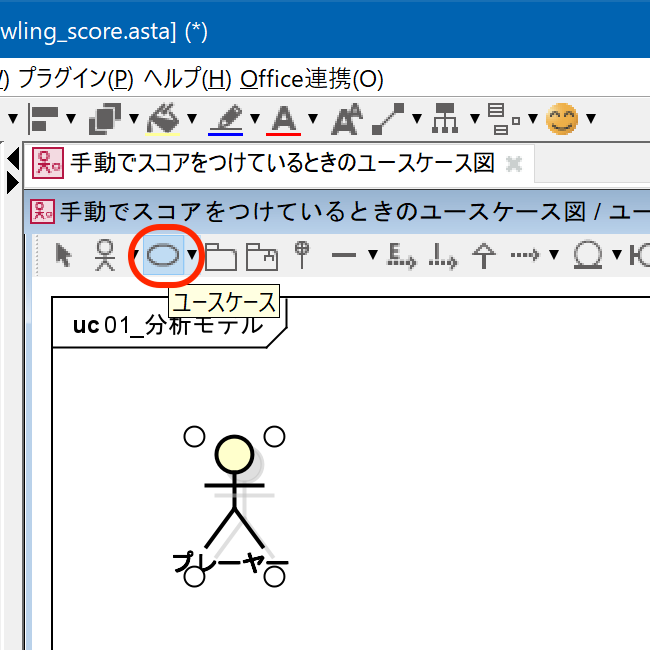 wling_score.asta] (*)
) プラグイン(P) ヘルプ(H) Office連携(O)
手動でスコアをつけているときのユースケース図
手動でスコアをつけているときのユースケース図 / ユー
ユースケース
uc 01_分析モデル
プレーヤー